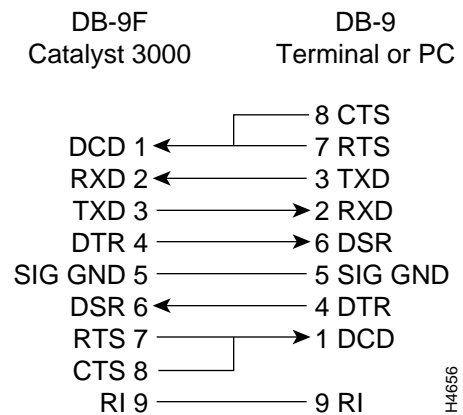 DB-9F DB-9
Catalyst 3000 Terminal or PC
8 CTS
DCD 1 7 RTS
RXD 2 3 TXD
TXD 3 2 RXD
DTR 4 6 DSR
SIG GND 5 5 SIG GND
DSR 6 4 DTR
RTS 7 1 DCD
CTS 8
RI 9 9 RI
H4656